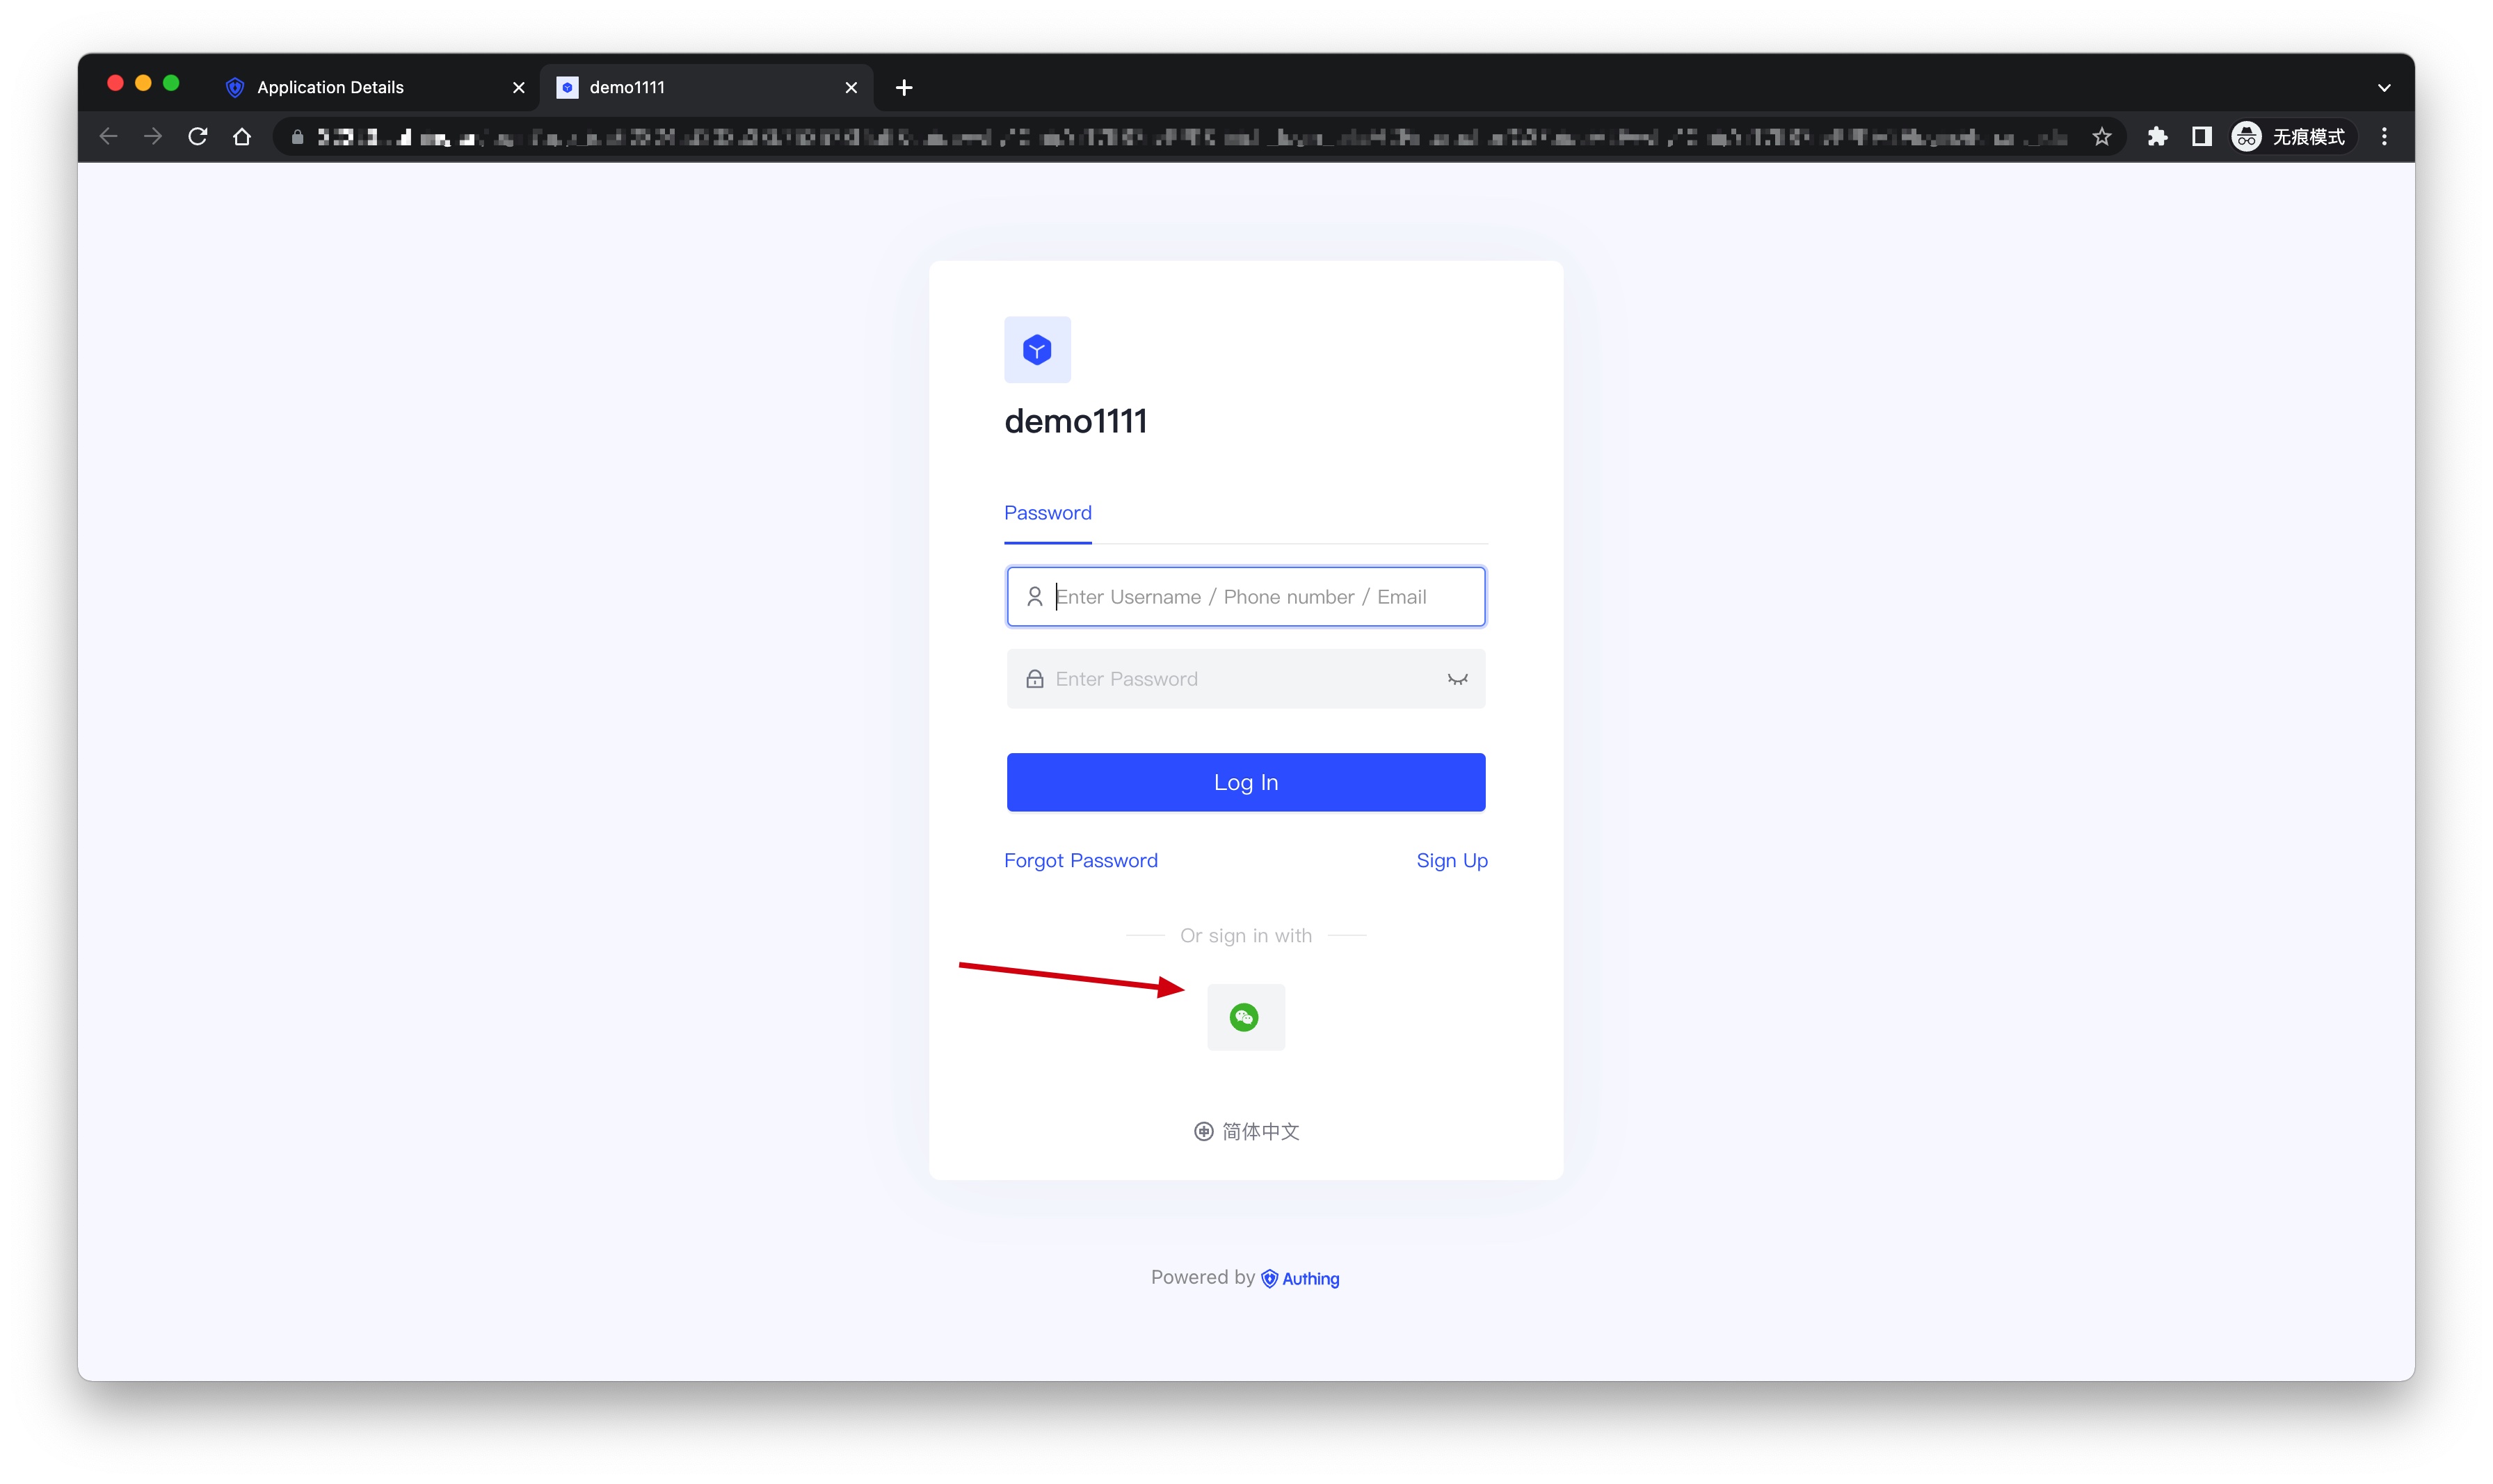 Application Details
demo1111
无痕模式
demo1111
Password
Enter Username / Phone number / Email
Enter Password
Log In
Forgot Password
Sign Up
Or sign in with
简体中文
Powered by Authing